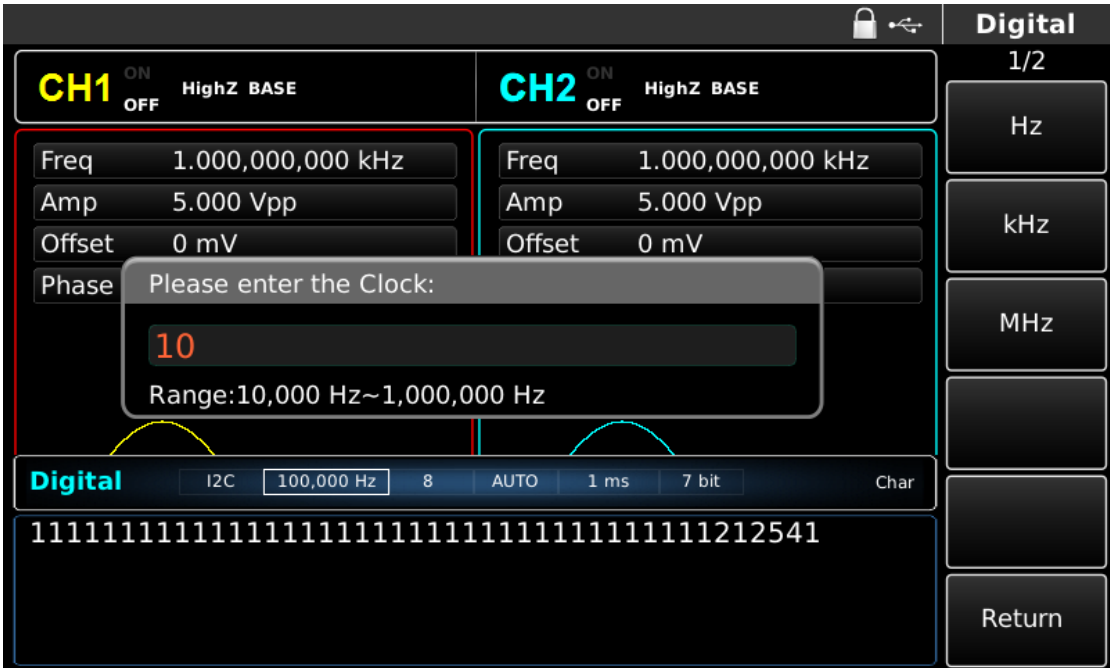 Digital
1/2
CH1 ON OFF HighZ BASE
CH2 ON OFF HighZ BASE
Hz
Freq 1.000,000,000 kHz
Freq 1.000,000,000 kHz
Amp 5.000 Vpp
Amp 5.000 Vpp
kHz
Offset 0 mV
Offset 0 mV
Phase
Please enter the Clock:
10
Range:10,000 Hz~1,000,000 Hz
MHz
Digital I2C 100,000 Hz 8 AUTO 1 ms 7 bit Char
11111111111111111111111111111111111111212541
Return